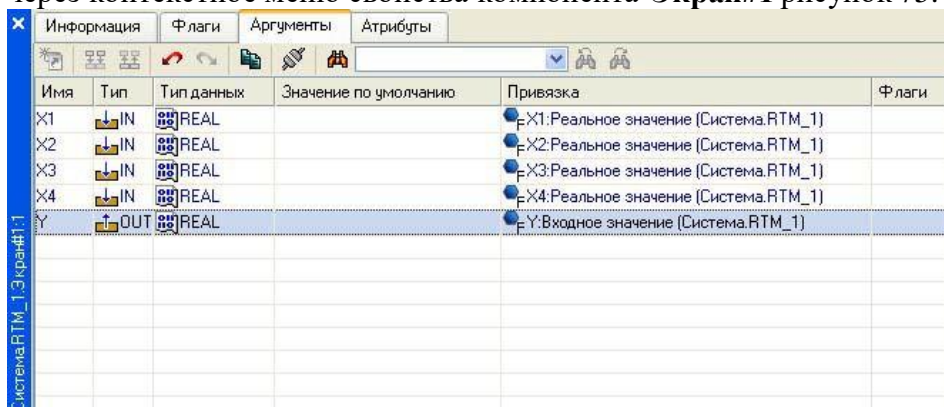 через контекстное меню свойства компонента Экран#1 рисунок 73.
Информация Флаги Аргументы Атрибуты
Имя Тип Тип данных Значение по умолчанию Привязка Флаги
X1 IN REAL X1:Реальное значение (Система.RTM_1)
X2 IN REAL X2:Реальное значение (Система.RTM_1)
X3 IN REAL X3:Реальное значение (Система.RTM_1)
X4 IN REAL X4:Реальное значение (Система.RTM_1)
Y OUT REAL Y:Входное значение (Система.RTM_1)
Система.RTM_1.Экран#1:1